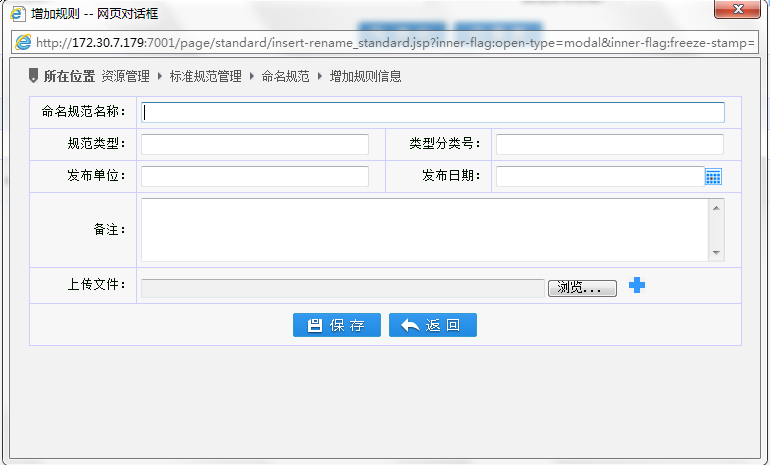 增加规则 -- 网页对话框
http://172.30.7.179:7001/page/standard/insert-rename_standard.jsp?inner-flag:open-type=modal&inner-flag:freeze-stamp=
所在位置 资源管理 标准规范管理 命名规范 增加规则信息
命名规范名称：
规范类型： 类型分类号：
发布单位： 发布日期：
备注：
上传文件： 浏览...
保存 返回